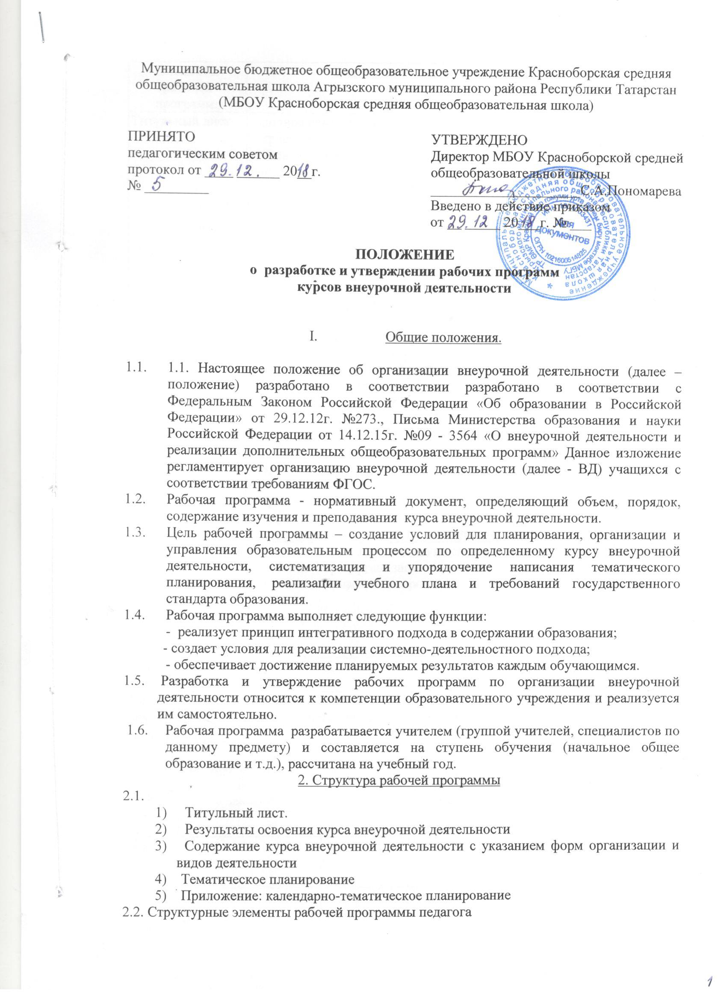 Муниципальное бюджетное общеобразовательное учреждение Красноборская средняя
общеобразовательная школа Агрызского муниципального района Республики Татарстан
(МБОУ Красноборская средняя общеобразовательная школа)
ПРИНЯТО
педагогическим советом
протокол от 29.12. 2018 г.
№ 5
УТВЕРЖДЕНО
Директор МБОУ Красноборской средней
общеобразовательной школы
С.А.Пономарева
Введено в действие приказом
от 29.12 2018 г. №
для
документов
ОГРН 1021600514825
ПОЛОЖЕНИЕ
о разработке и утверждении рабочих программ
курсов внеурочной деятельности
I. Общие положения.
1.1. 1.1. Настоящее положение об организации внеурочной деятельности (далее –
положение) разработано в соответствии разработано в соответствии с
Федеральным Законом Российской Федерации «Об образовании в Российской
Федерации» от 29.12.12г. №273., Письма Министерства образования и науки
Российской Федерации от 14.12.15г. №09 - 3564 «О внеурочной деятельности и
реализации дополнительных общеобразовательных программ» Данное изложение
регламентирует организацию внеурочной деятельности (далее - ВД) учащихся с
соответствии требованиям ФГОС.
1.2. Рабочая программа - нормативный документ, определяющий объем, порядок,
содержание изучения и преподавания курса внеурочной деятельности.
1.3. Цель рабочей программы – создание условий для планирования, организации и
управления образовательным процессом по определенному курсу внеурочной
деятельности, систематизация и упорядочение написания тематического
планирования, реализации учебного плана и требований государственного
стандарта образования.
1.4. Рабочая программа выполняет следующие функции:
- реализует принцип интегративного подхода в содержании образования;
- создает условия для реализации системно-деятельностного подхода;
- обеспечивает достижение планируемых результатов каждым обучающимся.
1.5. Разработка и утверждение рабочих программ по организации внеурочной
деятельности относится к компетенции образовательного учреждения и реализуется
им самостоятельно.
1.6. Рабочая программа разрабатывается учителем (группой учителей, специалистов по
данному предмету) и составляется на ступень обучения (начальное общее
образование и т.д.), рассчитана на учебный год.
2. Структура рабочей программы
2.1.
1) Титульный лист.
2) Результаты освоения курса внеурочной деятельности
3) Содержание курса внеурочной деятельности с указанием форм организации и
видов деятельности
4) Тематическое планирование
5) Приложение: календарно-тематическое планирование
2.2. Структурные элементы рабочей программы педагога
1